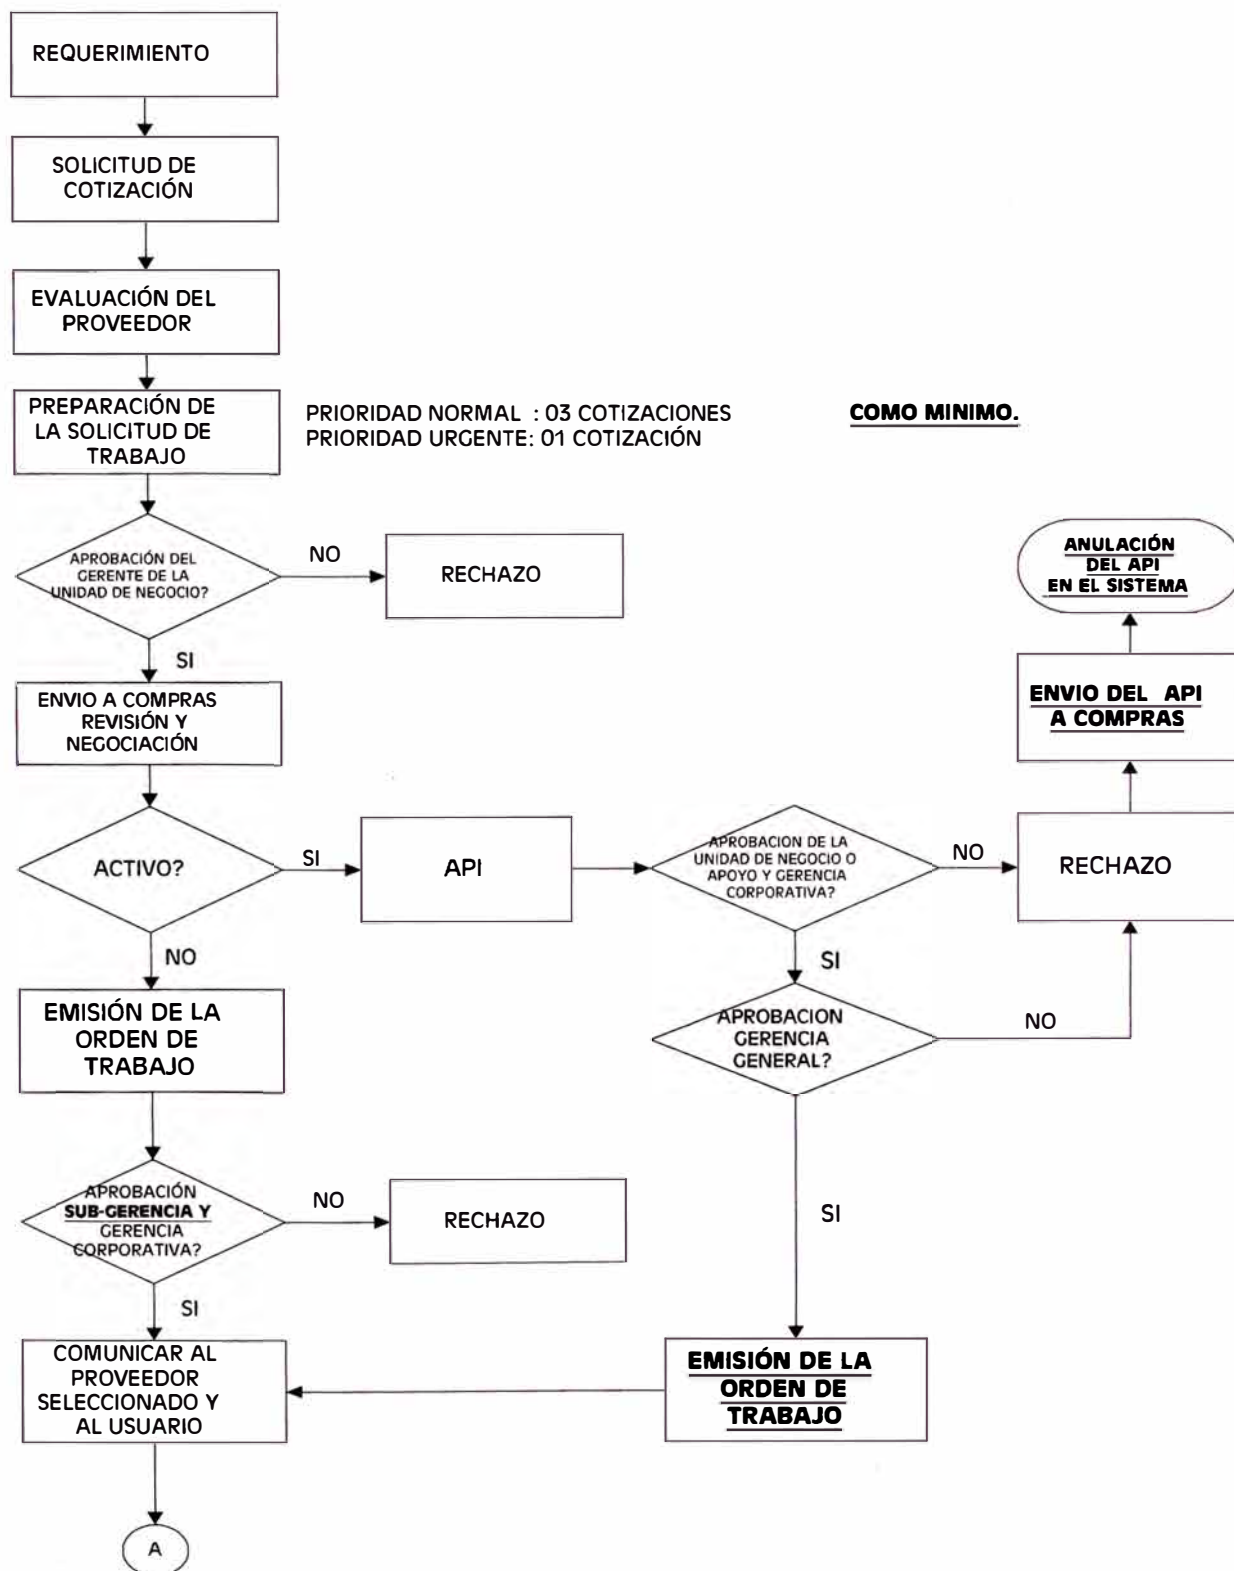 REQUERIMIENTO
SOLICITUD DE
COTIZACIÓN
EVALUACIÓN DEL
PROVEEDOR
PREPARACIÓN DE
LA SOLICITUD DE
TRABAJO
PRIORIDAD NORMAL : 03 COTIZACIONES
PRIORIDAD URGENTE: 01 COTIZACIÓN
COMO MINIMO.
APROBACIÓN DEL
GERENTE DE LA
UNIDAD DE NEGOCIO?
NO
RECHAZO
ANULACIÓN
DEL API
EN EL SISTEMA
SI
ENVIO A COMPRAS
REVISIÓN Y
NEGOCIACIÓN
ENVIO DEL API
A COMPRAS
ACTIVO?
SI
API
APROBACION DE LA
UNIDAD DE NEGOCIO O
APOYO Y GERENCIA
CORPORATIVA?
NO
RECHAZO
NO
SI
EMISIÓN DE LA
ORDEN DE
TRABAJO
APROBACION
GERENCIA
GENERAL?
NO
APROBACIÓN
SUB-GERENCIA Y
GERENCIA
CORPORATIVA?
NO
RECHAZO
SI
SI
COMUNICAR AL
PROVEEDOR
SELECCIONADO Y
AL USUARIO
EMISIÓN DE LA
ORDEN DE
TRABAJO
A